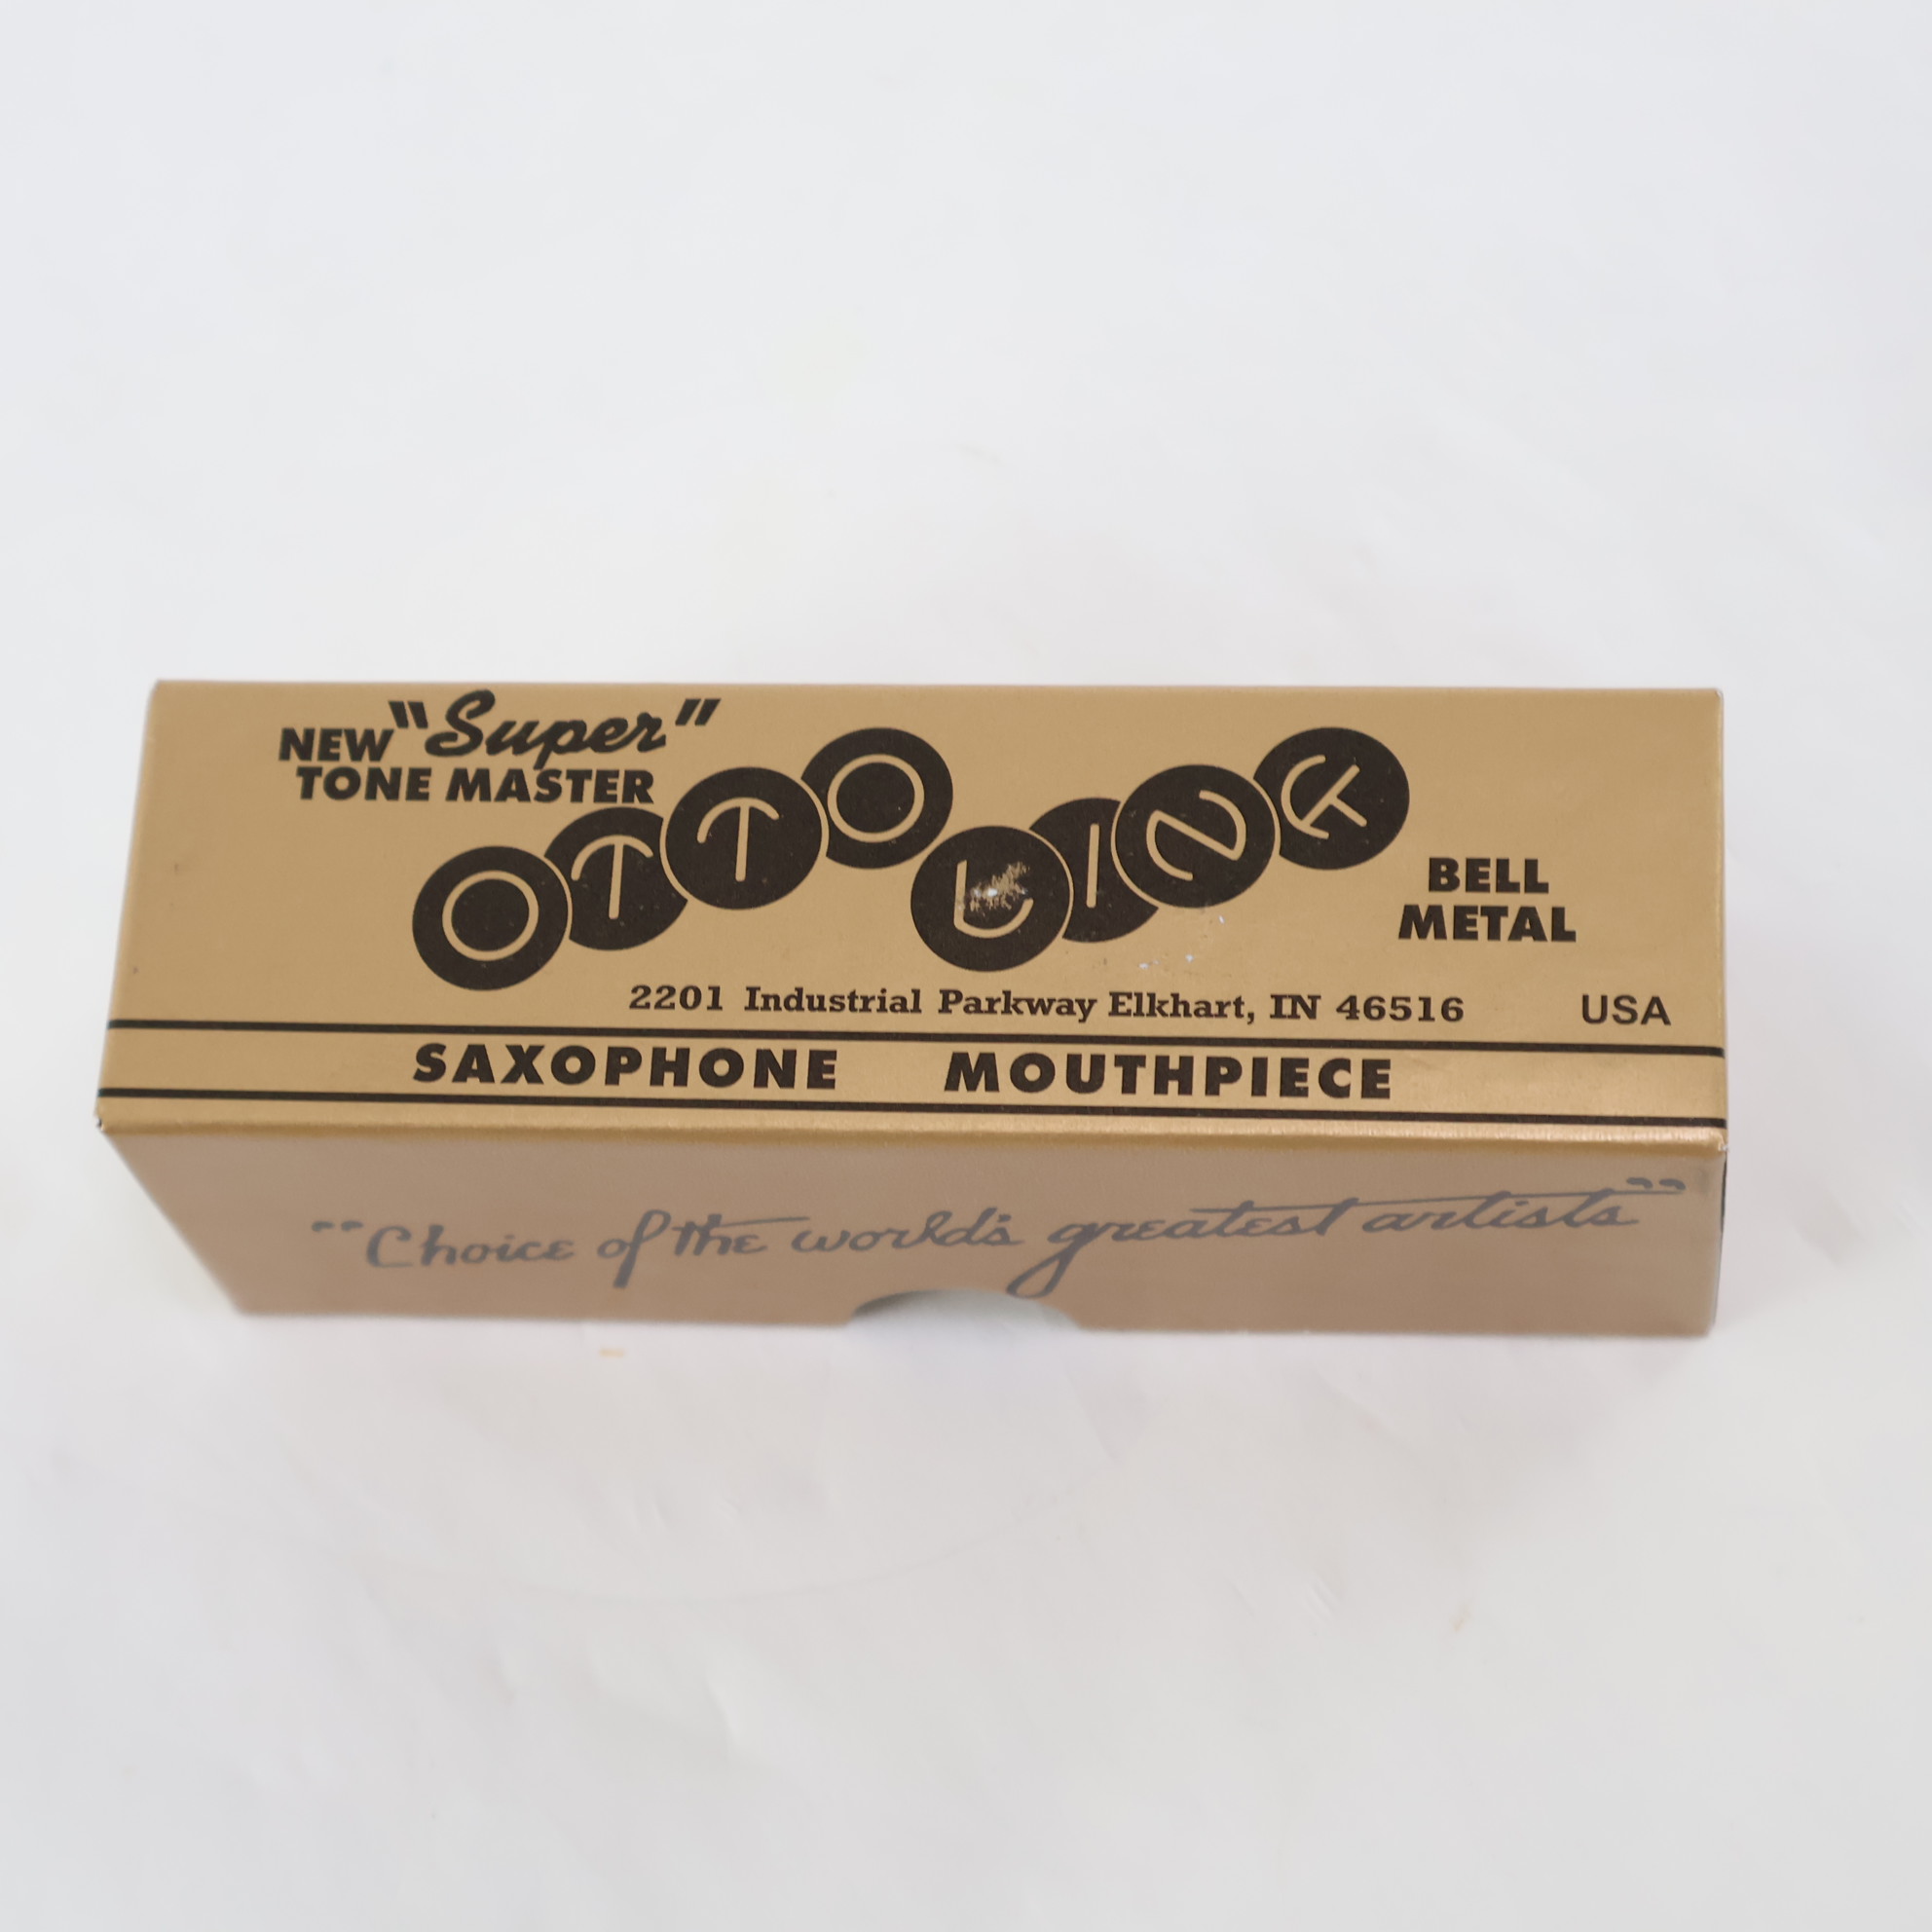 NEW "Super"
TONE MASTER
OTTO LINK
BELL
METAL
2201 Industrial Parkway Elkhart, IN 46516 USA
SAXOPHONE MOUTHPIECE
"Choice of the world's greatest artists"